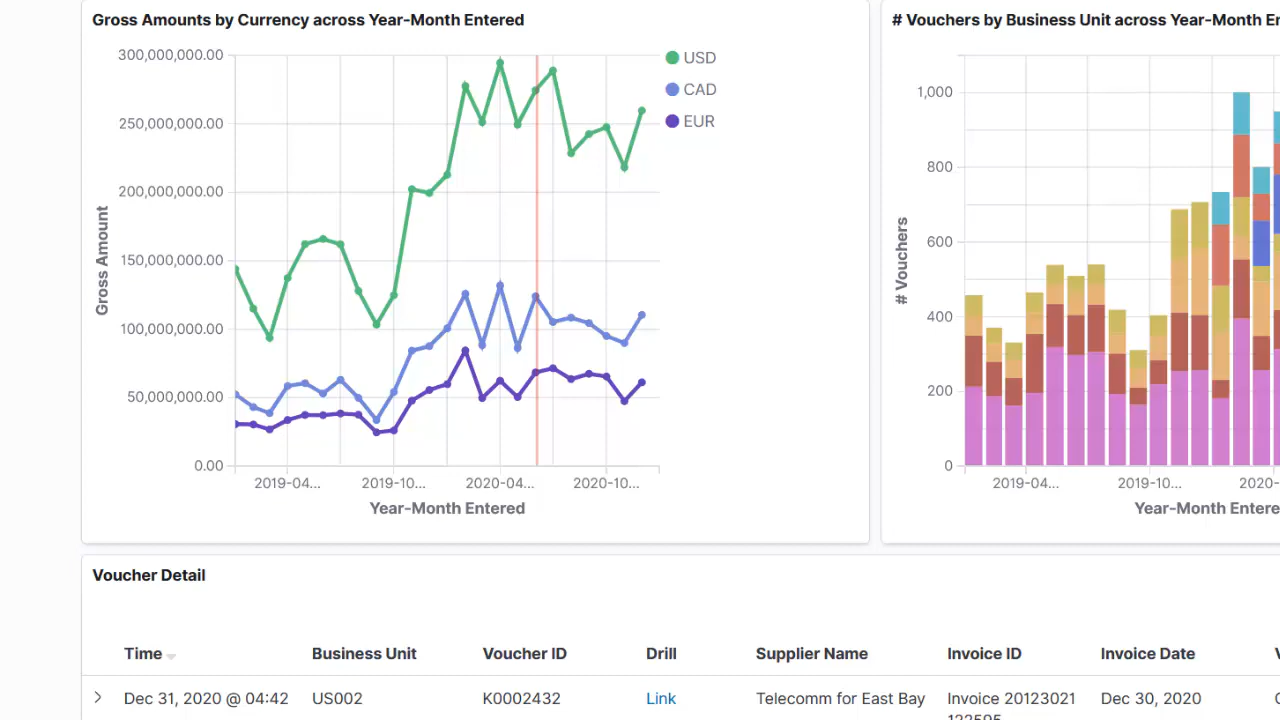 Gross Amounts by Currency across Year-Month Entered
300,000,000.00
250,000,000.00
200,000,000.00
150,000,000.00
100,000,000.00
50,000,000.00
0.00
Gross Amount
2019-04...
2019-10...
2020-04...
2020-10...
Year-Month Entered
USD
CAD
EUR
# Vouchers by Business Unit across Year-Month
1,000
800
600
400
200
0
# Vouchers
2019-04...
2019-10...
2020-
Year-Month Entere
Voucher Detail
Time Business Unit Voucher ID Drill Supplier Name Invoice ID Invoice Date
Dec 31, 2020 @ 04:42 US002 K0002432 Link Telecomm for East Bay Invoice 20123021 Dec 30, 2020